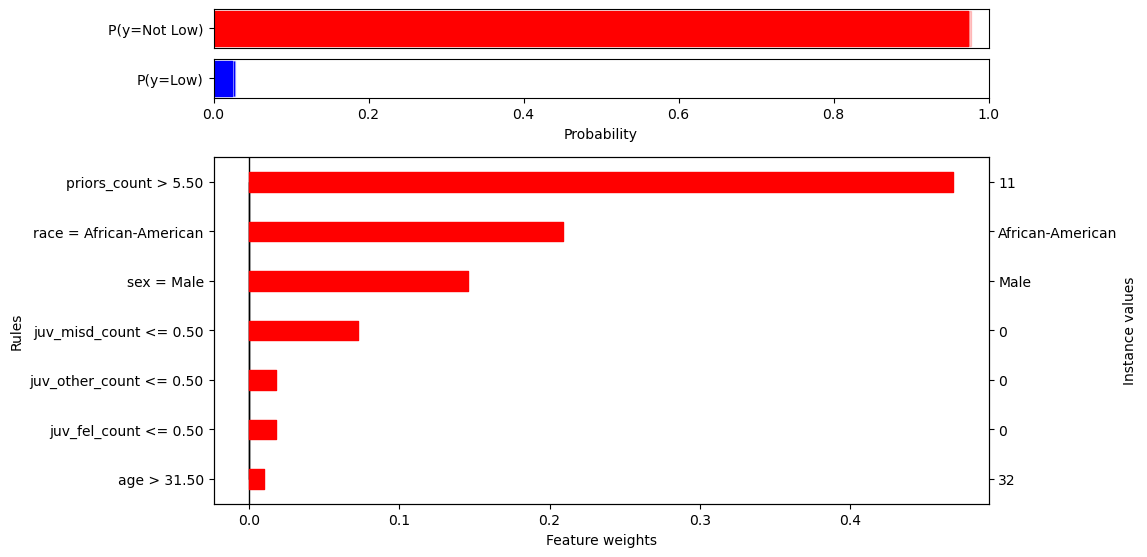 P(y=Not Low)
P(y=Low)
0.0 0.2 0.4 0.6 0.8 1.0
Probability
Rules
priors_count > 5.50 11
race = African-American African-American
sex = Male Male
juv_misd_count <= 0.50 0
juv_other_count <= 0.50 0
juv_fel_count <= 0.50 0
age > 31.50 32
Instance values
0.0 0.1 0.2 0.3 0.4
Feature weights